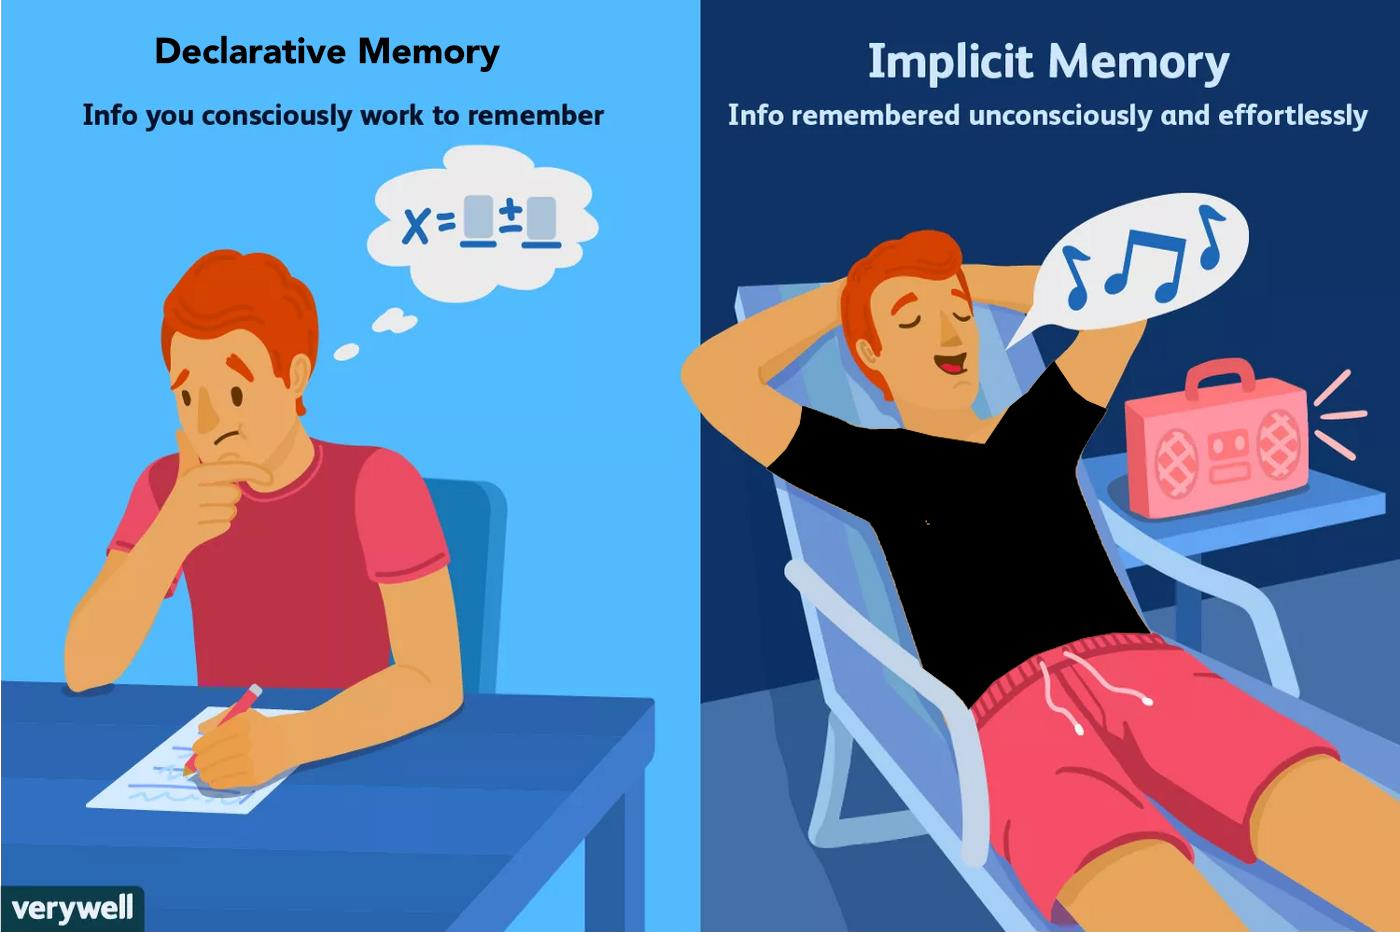 Declarative Memory
Info you consciously work to remember
x = ±
Implicit Memory
Info remembered unconsciously and effortlessly
verywell